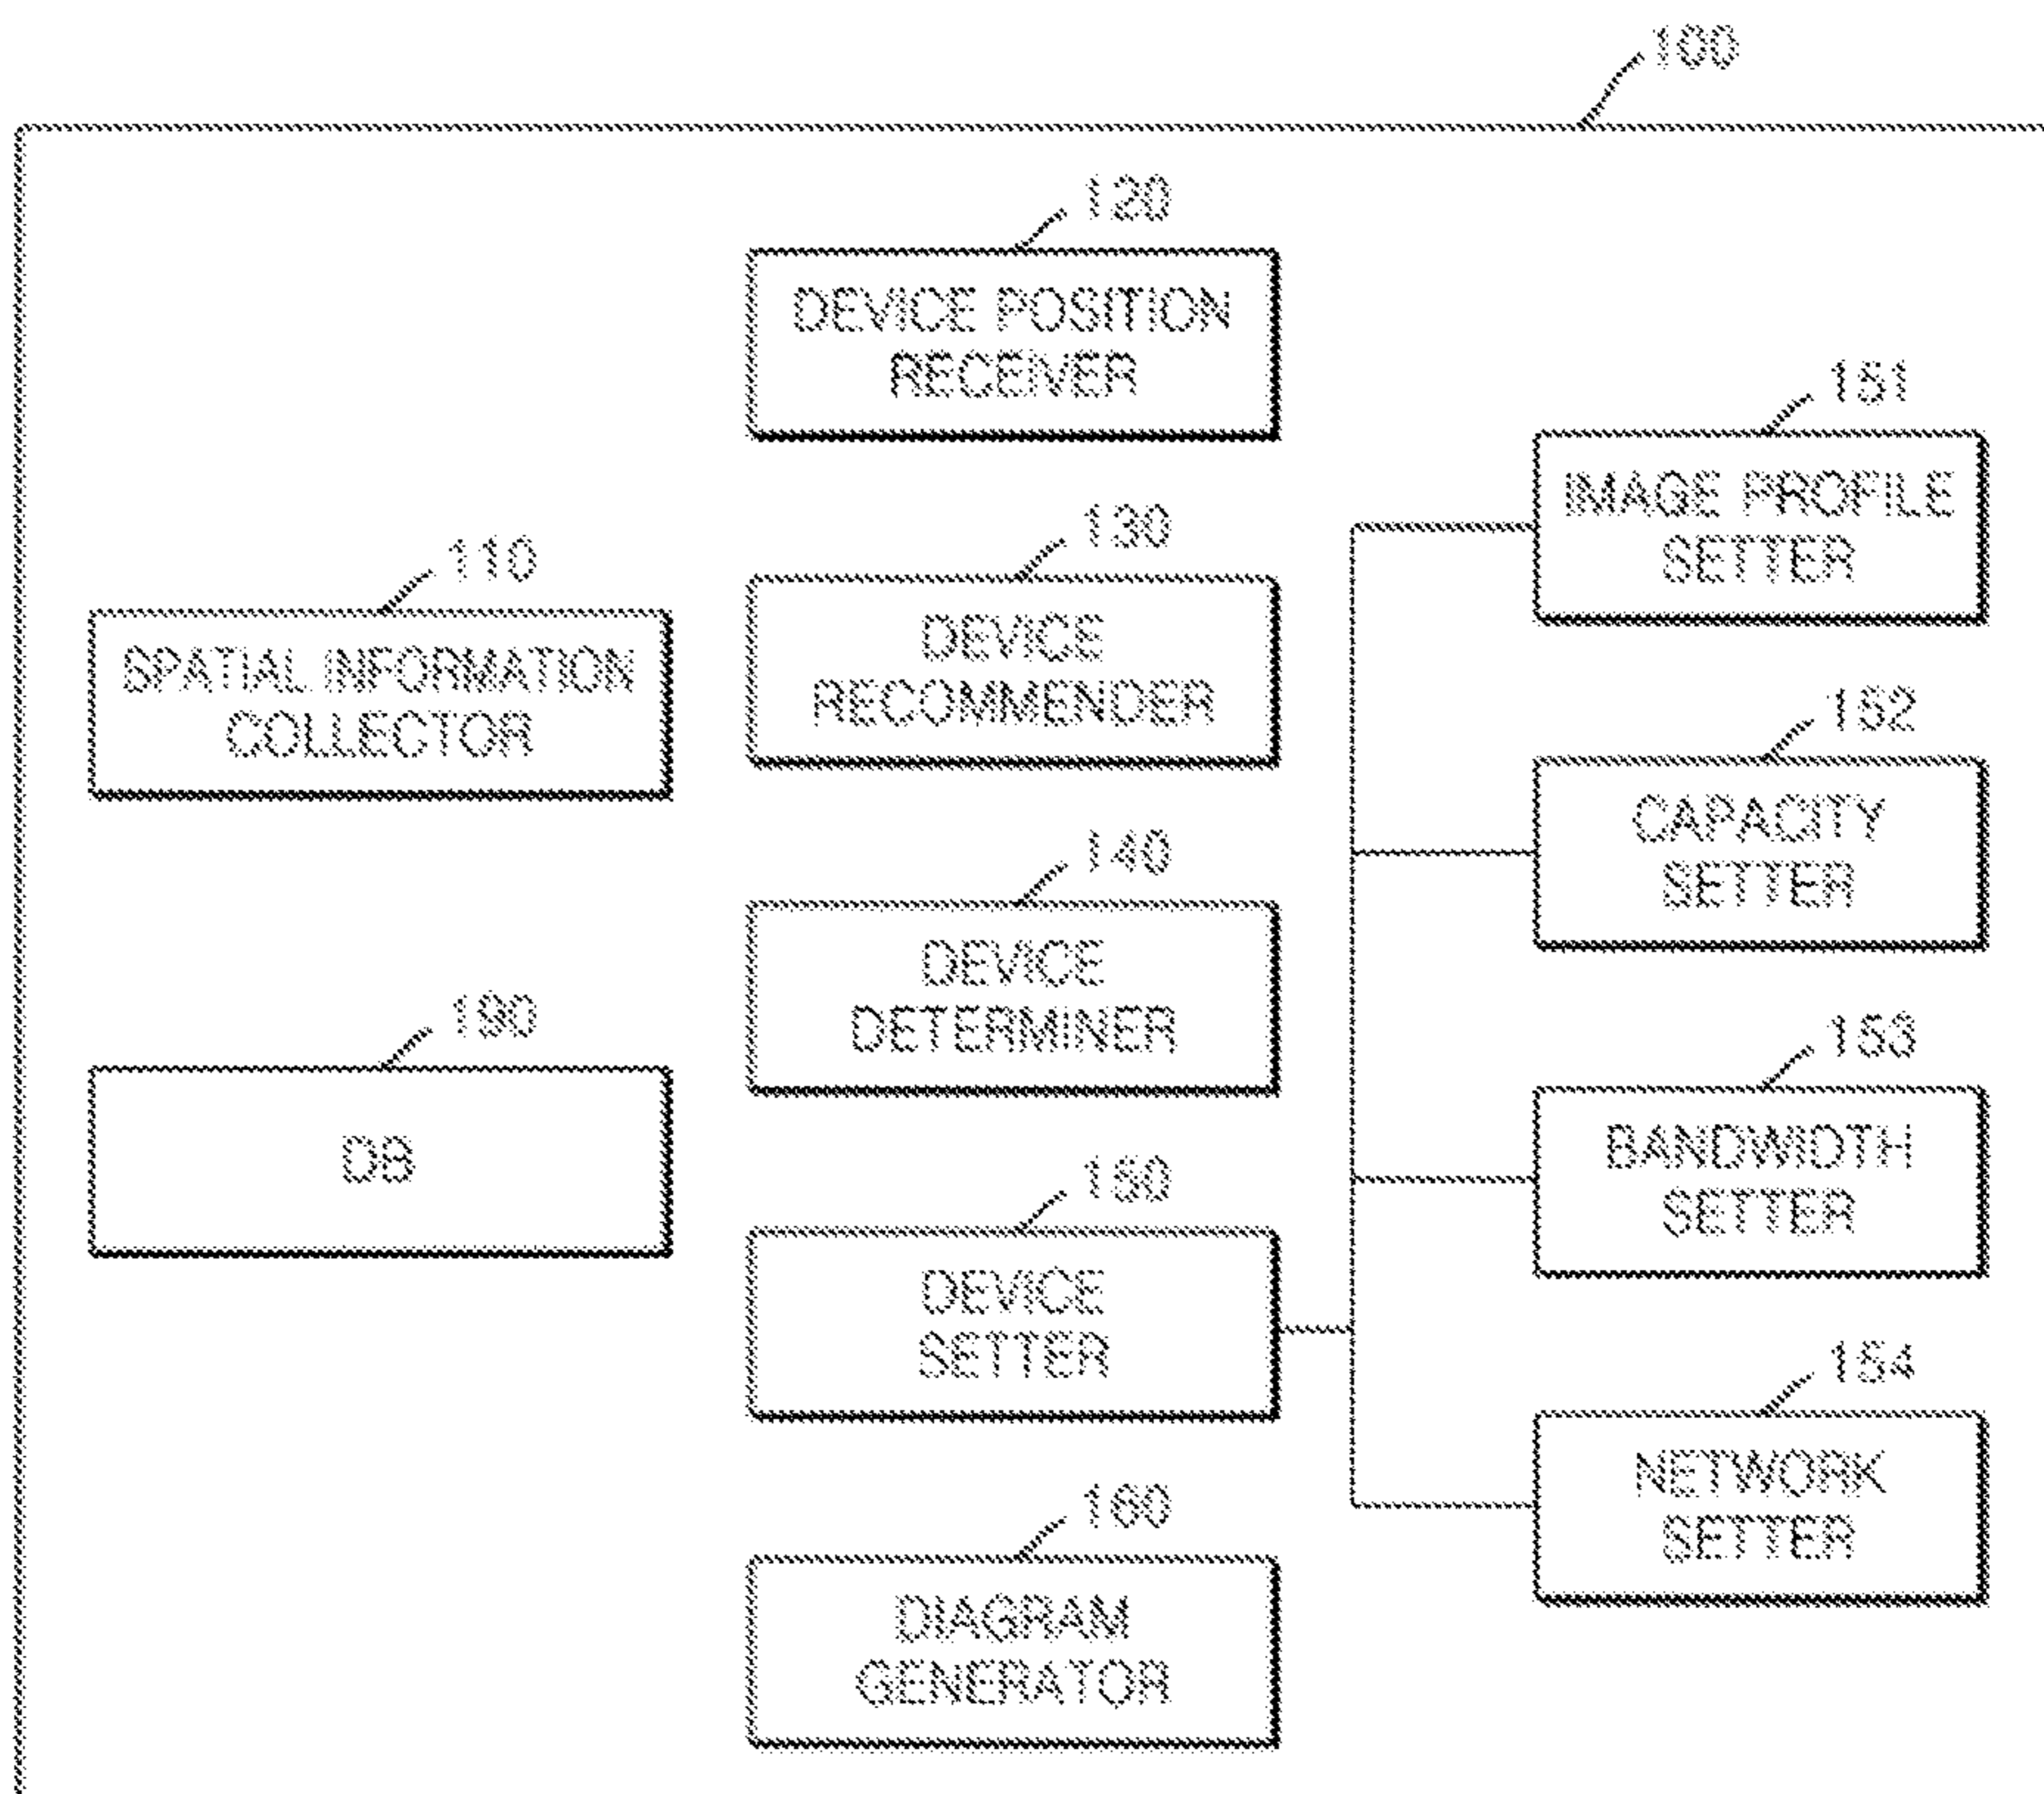 100
120
DEVICE POSITION
RECEIVER
151
IMAGE PROFILE
SETTER
130
DEVICE
RECOMMENDER
110
SPATIAL INFORMATION
COLLECTOR
152
CAPACITY
SETTER
140
DEVICE
DETERMINER
190
DB
153
BANDWIDTH
SETTER
150
DEVICE
SETTER
154
NETWORK
SETTER
160
DIAGRAM
GENERATOR